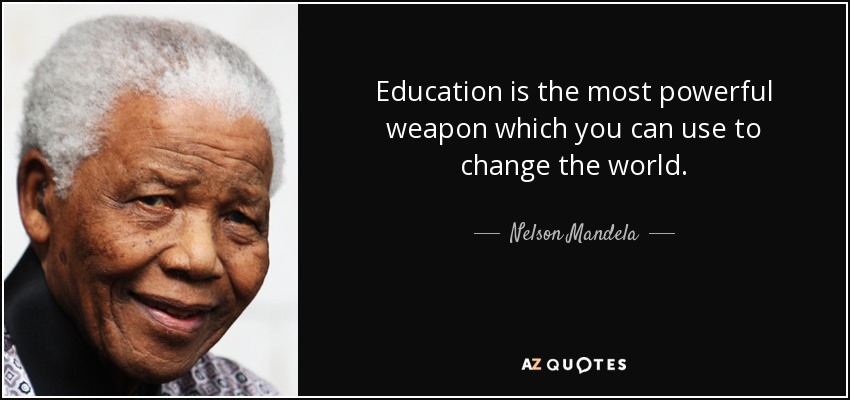 Education is the most powerful
weapon which you can use to
change the world.
Nelson Mandela
AZ QUOTES